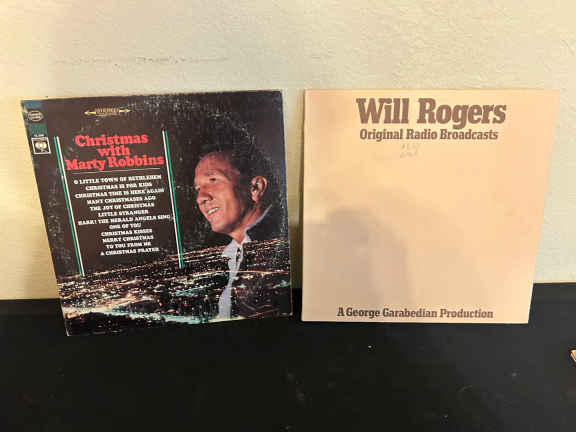 STEREO
Christmas
with
Marty Robbins
O LITTLE TOWN OF BETHLEHEM
CHRISTMAS IS FOR KIDS
CHRISTMAS TIME IS HERE AGAIN
MANY CHRISTMASES AGO
THE JOY OF CHRISTMAS
LITTLE STRANGER
HARK! THE HERALD ANGELS SING
ONE OF YOU
CHRISTMAS KISSES
MERRY CHRISTMAS
TO YOU FROM ME
A CHRISTMAS PRAYER
Will Rogers
Original Radio Broadcasts
A George Garabedian Production